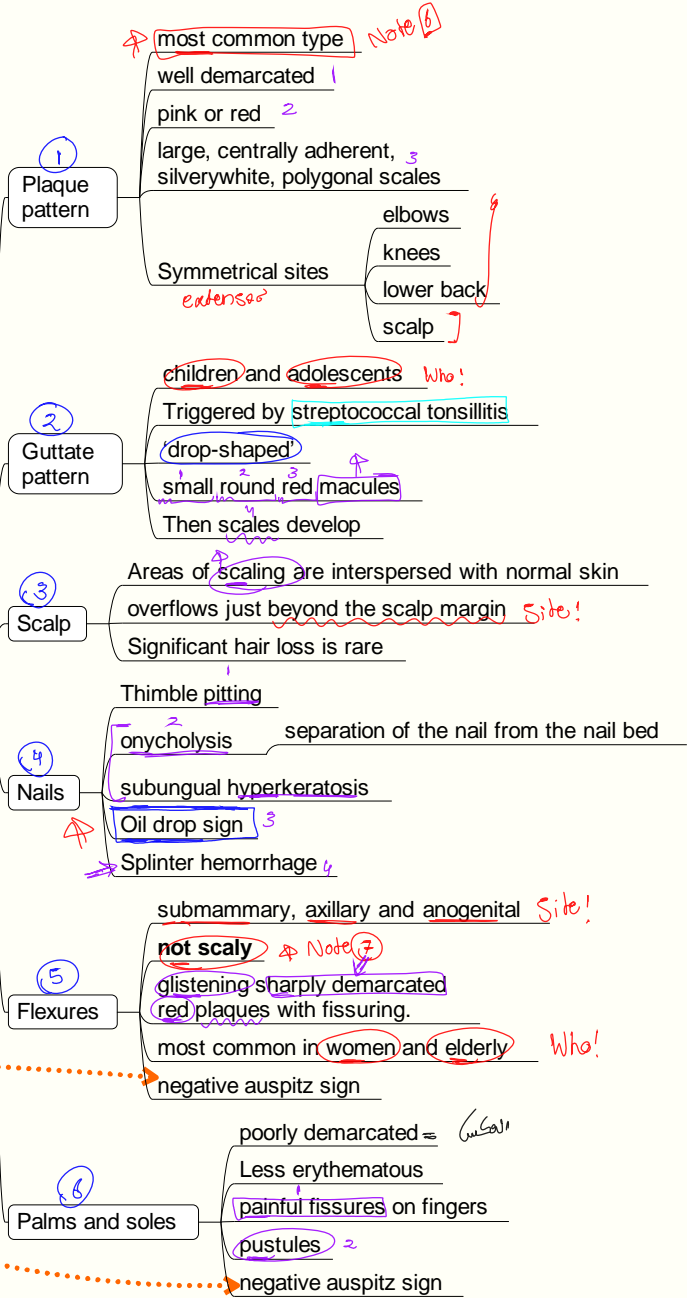 most common type Note 6
well demarcated 1
pink or red 2
1
Plaque
pattern
large, centrally adherent, 3
silverywhite, polygonal scales
Symmetrical sites
extensor
elbows
knees
lower back
scalp
children and adolescents Who!
2
Guttate
pattern
Triggered by streptococcal tonsillitis
‘drop-shaped’
1 2 3
small round red macules
4
Then scales develop
3
Scalp
Areas of scaling are interspersed with normal skin
overflows just beyond the scalp margin Site!
Significant hair loss is rare
4
Nails
1
Thimble pitting
2
onycholysis separation of the nail from the nail bed
subungual hyperkeratosis
Oil drop sign 3
Splinter hemorrhage 4
5
Flexures
submammary, axillary and anogenital Site!
not scaly Note 7
glistening sharply demarcated
red plaques with fissuring.
most common in women and elderly Who!
negative auspitz sign
6
Palms and soles
poorly demarcated =
Less erythematous
1
painful fissures on fingers
pustules 2
negative auspitz sign